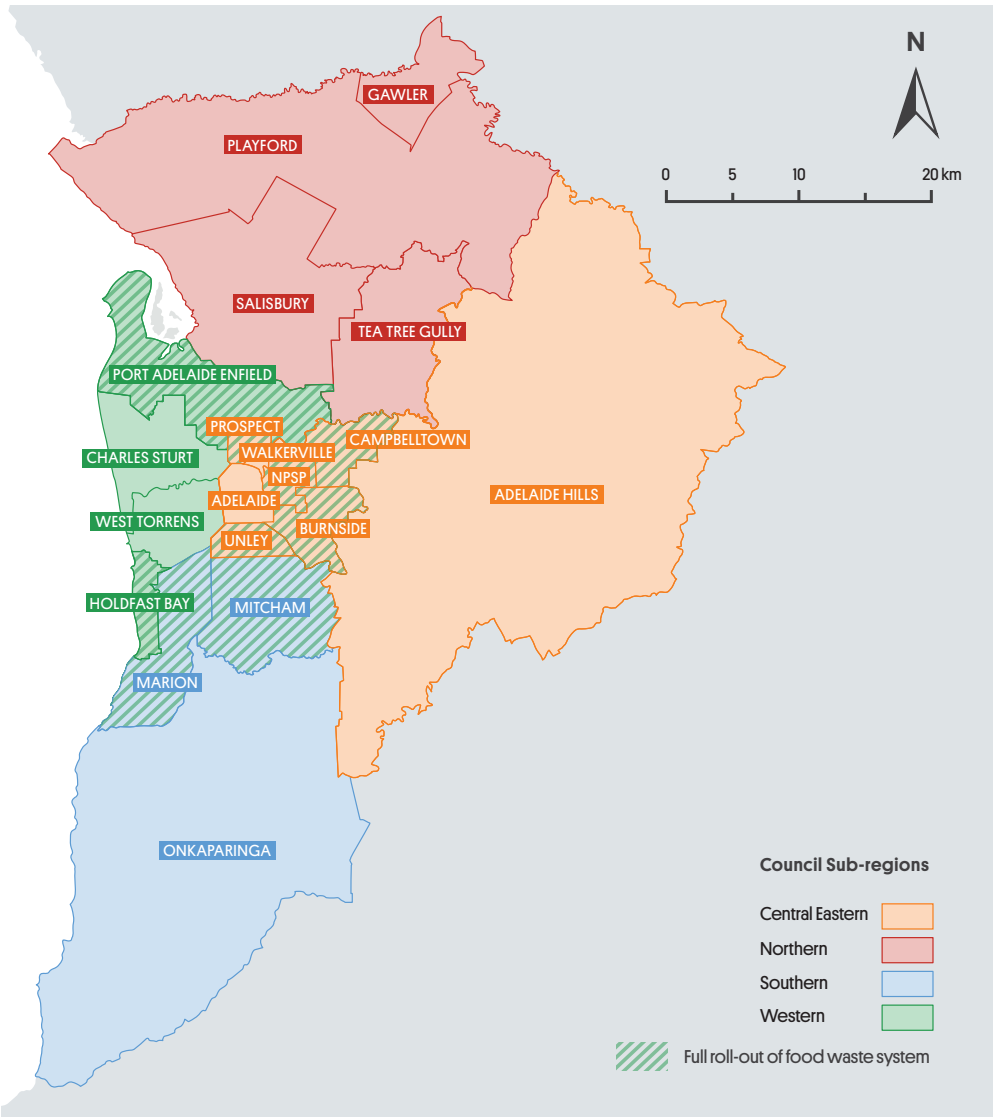 N
0 5 10 20 km
GAWLER
PLAYFORD
SALISBURY
TEA TREE GULLY
PORT ADELAIDE ENFIELD
PROSPECT
CAMPBELLTOWN
WALKERVILLE
CHARLES STURT
NPSP
ADELAIDE HILLS
ADELAIDE
WEST TORRENS
BURNSIDE
UNLEY
HOLDFAST BAY
MITCHAM
MARION
ONKAPARINGA
Council Sub-regions
Central Eastern
Northern
Southern
Western
Full roll-out of food waste system